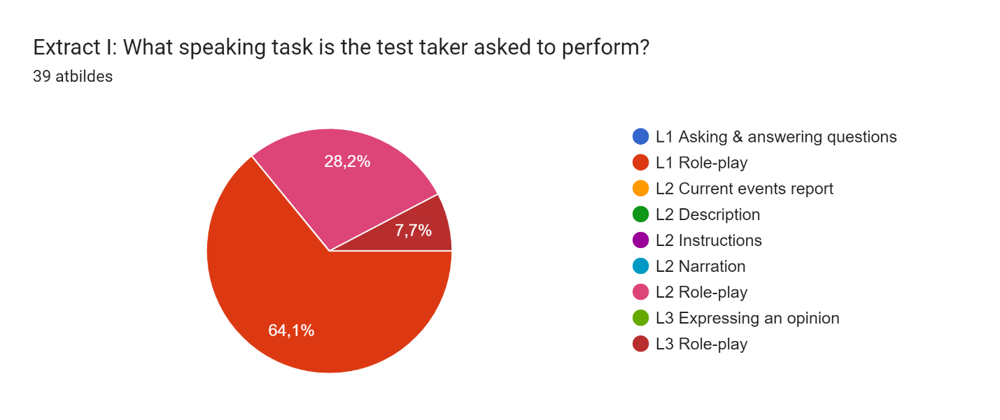 Extract I: What speaking task is the test taker asked to perform?
39 atbildes
28,2%
7,7%
64,1%
L1 Asking & answering questions
L1 Role-play
L2 Current events report
L2 Description
L2 Instructions
L2 Narration
L2 Role-play
L3 Expressing an opinion
L3 Role-play